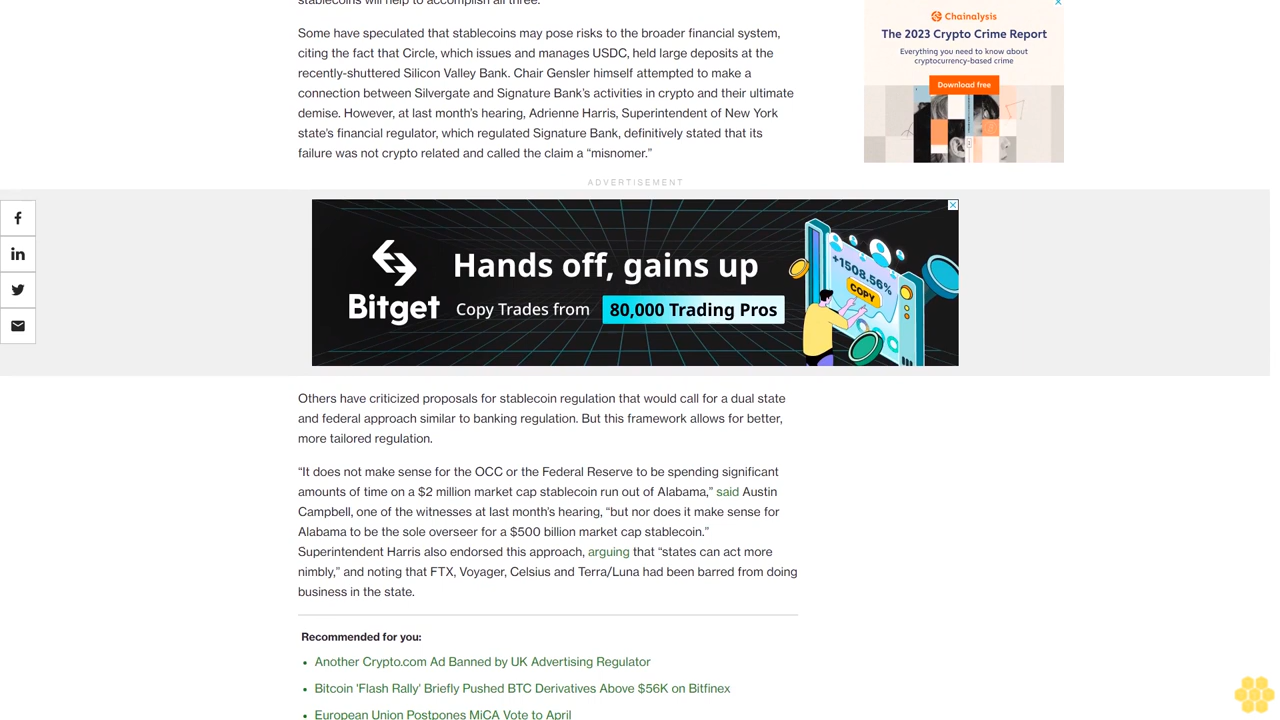 stablecoins will help to accomplish all three.
Some have speculated that stablecoins may pose risks to the broader financial system,
citing the fact that Circle, which issues and manages USDC, held large deposits at the
recently-shuttered Silicon Valley Bank. Chair Gensler himself attempted to make a
connection between Silvergate and Signature Bank’s activities in crypto and their ultimate
demise. However, at last month’s hearing, Adrienne Harris, Superintendent of New York
state’s financial regulator, which regulated Signature Bank, definitively stated that its
failure was not crypto related and called the claim a “misnomer.”
Chainalysis
The 2023 Crypto Crime Report
Everything you need to know about
cryptocurrency-based crime
Download free
ADVERTISEMENT
Bitget
Hands off, gains up
Copy Trades from 80,000 Trading Pros
+1508.56%
COPY
Others have criticized proposals for stablecoin regulation that would call for a dual state
and federal approach similar to banking regulation. But this framework allows for better,
more tailored regulation.
“It does not make sense for the OCC or the Federal Reserve to be spending significant
amounts of time on a $2 million market cap stablecoin run out of Alabama,” said Austin
Campbell, one of the witnesses at last month’s hearing, “but nor does it make sense for
Alabama to be the sole overseer for a $500 billion market cap stablecoin.”
Superintendent Harris also endorsed this approach, arguing that “states can act more
nimbly,” and noting that FTX, Voyager, Celsius and Terra/Luna had been barred from doing
business in the state.
Recommended for you:
• Another Crypto.com Ad Banned by UK Advertising Regulator
• Bitcoin 'Flash Rally' Briefly Pushed BTC Derivatives Above $56K on Bitfinex
• European Union Postpones MiCA Vote to April